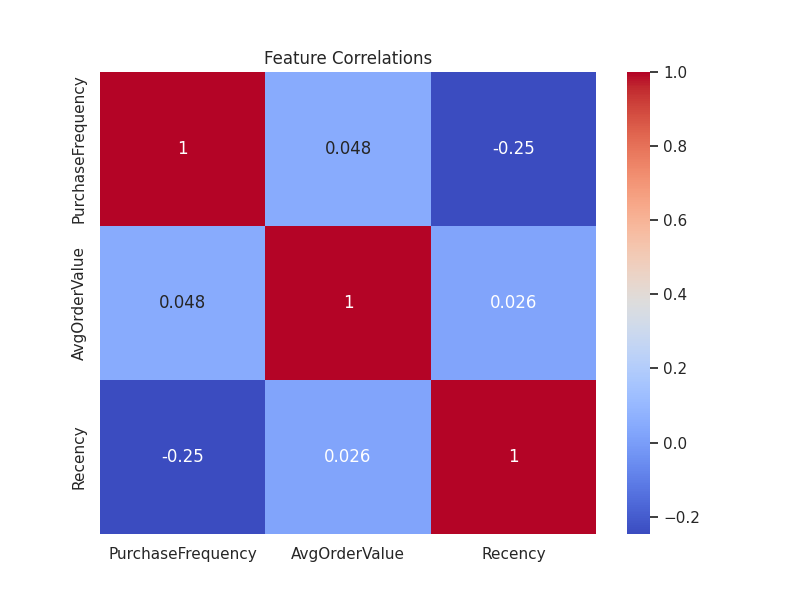 Feature Correlations
PurchaseFrequency
1
0.048
-0.25
AvgOrderValue
0.048
1
0.026
Recency
-0.25
0.026
1
PurchaseFrequency
AvgOrderValue
Recency
1.0
0.8
0.6
0.4
0.2
0.0
−0.2